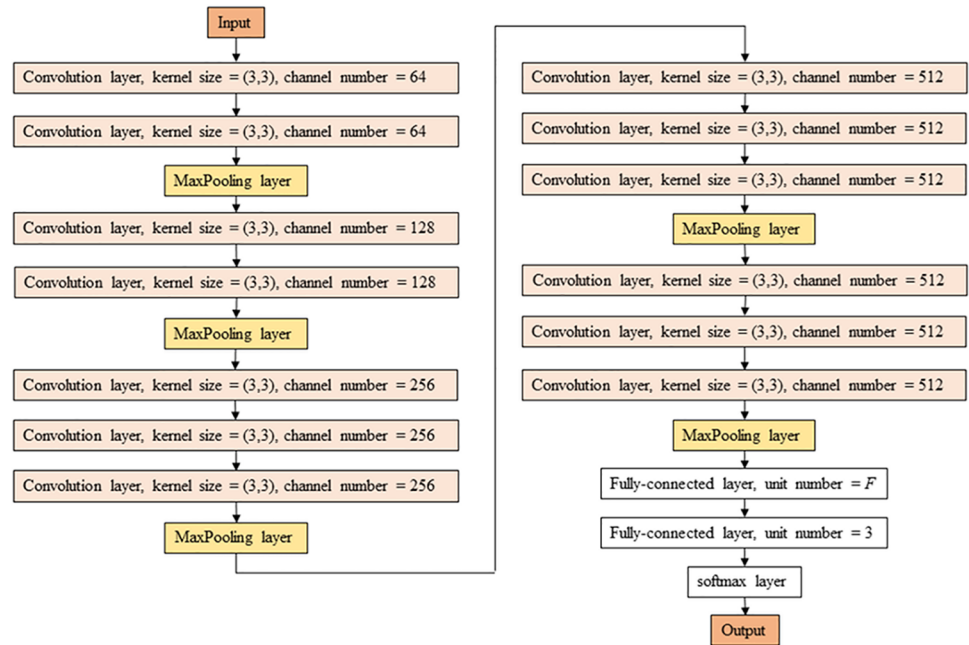 Input
Convolution layer, kernel size = (3,3), channel number = 64
Convolution layer, kernel size = (3,3), channel number = 64
MaxPooling layer
Convolution layer, kernel size = (3,3), channel number = 128
Convolution layer, kernel size = (3,3), channel number = 128
MaxPooling layer
Convolution layer, kernel size = (3,3), channel number = 256
Convolution layer, kernel size = (3,3), channel number = 256
Convolution layer, kernel size = (3,3), channel number = 256
MaxPooling layer
Convolution layer, kernel size = (3,3), channel number = 512
Convolution layer, kernel size = (3,3), channel number = 512
Convolution layer, kernel size = (3,3), channel number = 512
MaxPooling layer
Convolution layer, kernel size = (3,3), channel number = 512
Convolution layer, kernel size = (3,3), channel number = 512
Convolution layer, kernel size = (3,3), channel number = 512
MaxPooling layer
Fully-connected layer, unit number = F
Fully-connected layer, unit number = 3
softmax layer
Output